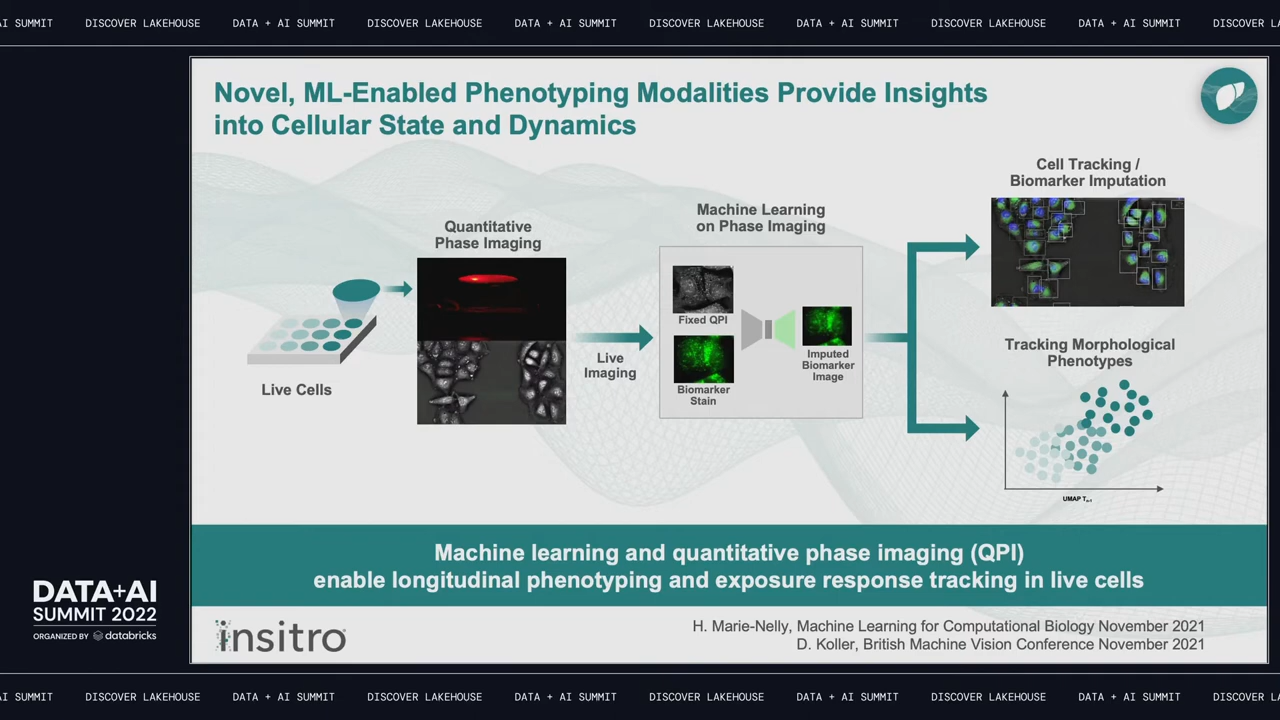 AI SUMMIT DISCOVER LAKEHOUSE DATA + AI SUMMIT DISCOVER LAKEHOUSE DATA + AI SUMMIT DISCOVER LAKEHOUSE DATA + AI SUMMIT DISCOVER LAKEHOUSE DATA + AI SUMMIT DISCOVER LA
Novel, ML-Enabled Phenotyping Modalities Provide Insights
into Cellular State and Dynamics
Live Cells
Quantitative
Phase Imaging
Live
Imaging
Machine Learning
on Phase Imaging
Fixed QPI
Biomarker
Stain
Imputed
Biomarker
Image
Cell Tracking /
Biomarker Imputation
Tracking Morphological
Phenotypes
UMAP T
Machine learning and quantitative phase imaging (QPI)
enable longitudinal phenotyping and exposure response tracking in live cells
insitro
H. Marie-Nelly, Machine Learning for Computational Biology November 2021
D. Koller, British Machine Vision Conference November 2021
DATA+AI
SUMMIT 2022
ORGANIZED BY databricks
AI SUMMIT DISCOVER LAKEHOUSE DATA + AI SUMMIT DISCOVER LAKEHOUSE DATA + AI SUMMIT DISCOVER LAKEHOUSE DATA + AI SUMMIT DISCOVER LAKEHOUSE DATA + AI SUMMIT DISCOVER LA